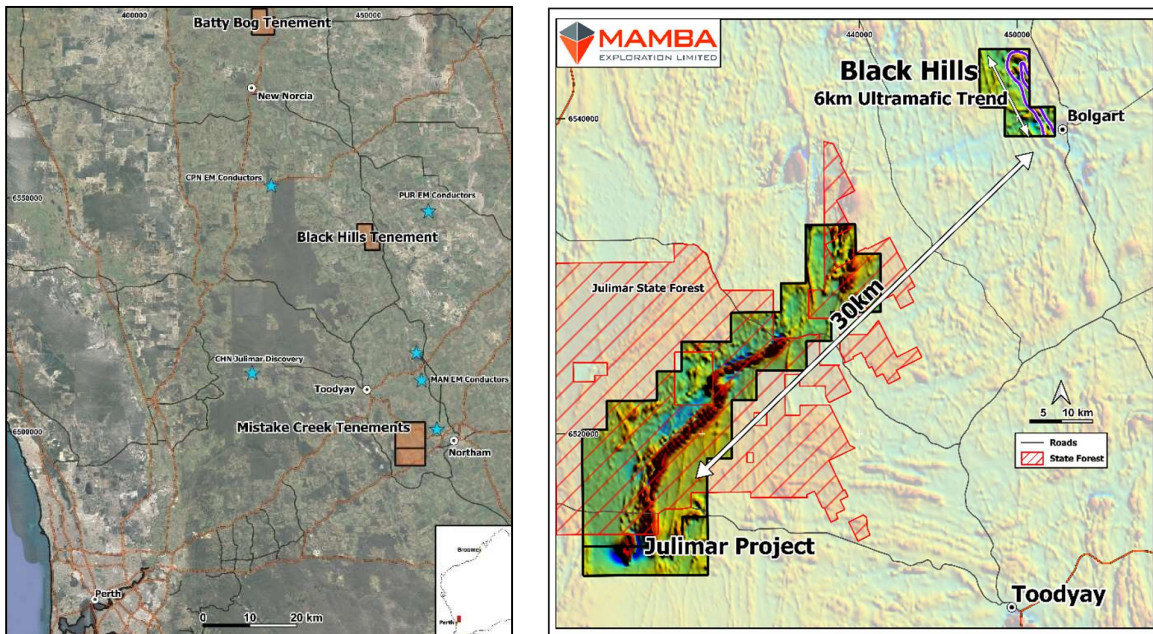 400000
450000
Batty Bog Tenement
New Norcia
CPN EM Conductors
PUR EM Conductors
6550000
Black Hills Tenement
CHN Julimar Discovery
Toodyay
MAN EM Conductors
Mistake Creek Tenements
6500000
Northam
Perth
0 10 20 km
Broome
Perth
MAMBA
EXPLORATION LIMITED
440000
450000
Black Hills
6km Ultramafic Trend
6540000
Bolgart
Julimar State Forest
30km
5 10 km
6520000
Roads
State Forest
Julimar Project
Toodyay